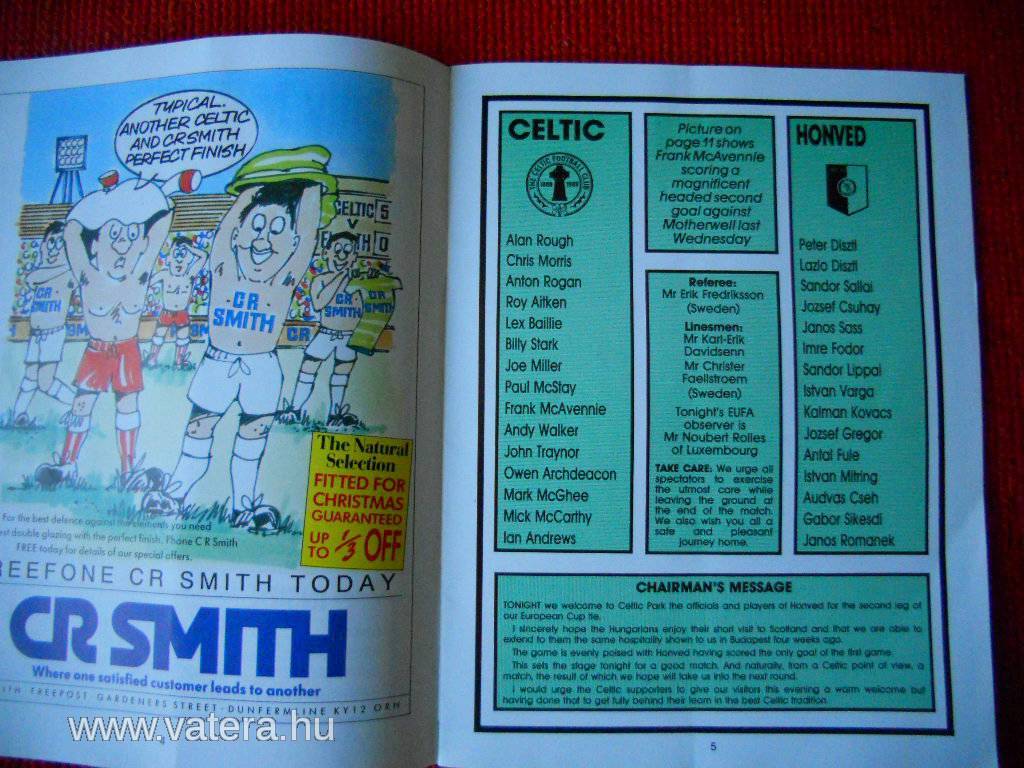 TYPICAL.
ANOTHER CELTIC
AND CR SMITH
PERFECT FINISH
CELTIC 5
V
0
CR
SMITH
CR
SMITH
CR
SMITH
CR
The Natural
Selection
FITTED FOR
CHRISTMAS
GUARANTEED
UP TO 1/3 OFF
For the best defence against the elements you need
best double glazing with the perfect finish. Phone CR Smith
FREE today for details of our special offers.
REEFONE CR SMITH TODAY
CR SMITH
Where one satisfied customer leads to another
ITH FREEPOST GARDENERS STREET · DUNFERMLINE KY12 ORH
4
CELTIC
THE CELTIC FOOTBALL CLUB
1888 1988
Alan Rough
Chris Morris
Anton Rogan
Roy Aitken
Lex Baillie
Billy Stark
Joe Miller
Paul McStay
Frank McAvennie
Andy Walker
John Traynor
Owen Archdeacon
Mark McGhee
Mick McCarthy
Ian Andrews
Picture on
page 11 shows
Frank McAvennie
scoring a
magnificent
headed second
goal against
Motherwell last
Wednesday
Referee:
Mr Erik Fredriksson
(Sweden)
Linesmen:
Mr Karl-Erik
Davidsenn
Mr Christer
Faellstroem
(Sweden)
Tonight's EUFA
observer is
Mr Noubert Rolles
of Luxembourg
TAKE CARE: We urge all
spectators to exercise
the utmost care while
leaving the ground at
the end of the match.
We also wish you all a
safe and pleasant
journey home.
HONVED
Peter Disztl
Lazlo Disztl
Sandor Sallai
Jozsef Csuhay
Janos Sass
Imre Fodor
Sandor Lippai
Istvan Varga
Kalman Kovacs
Jozsef Gregor
Antal Fule
Istvan Mitring
Audvas Cseh
Gabor Sikesdi
Janos Romanek
CHAIRMAN'S MESSAGE
TONIGHT we welcome to Celtic Park the officials and players of Honved for the second leg of
our European Cup tie.
I sincerely hope the Hungarians enjoy their short visit to Scotland and that we are able to
extend to them the same hospitality shown to us in Budapest four weeks ago.
The game is evenly poised with Honved having scored the only goal of the first game.
This sets the stage tonight for a good match. And naturally, from a Celtic point of view, a
match, the result of which we hope will take us into the next round.
I would urge the Celtic supporters to give our visitors this evening a warm welcome but
having done that to get fully behind their team in the best Celtic tradition.
5
www.vatera.hu